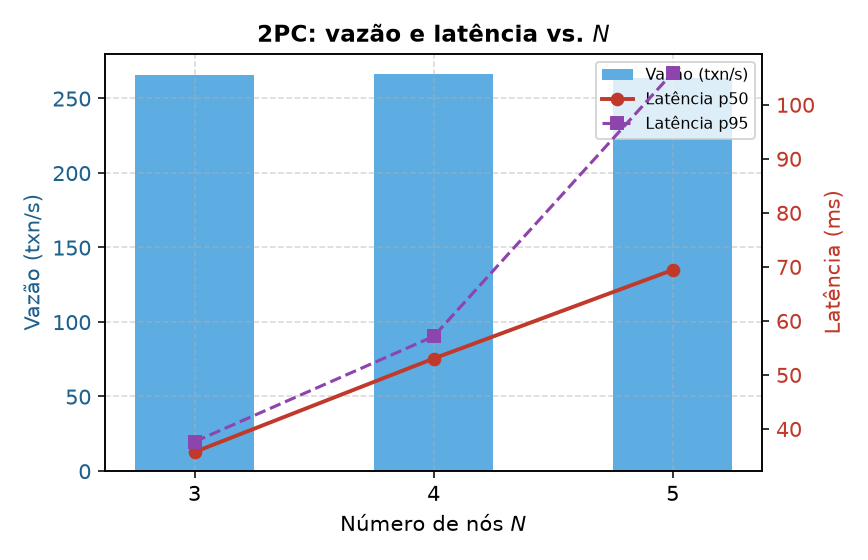 2PC: vazão e latência vs. N
Vazão (txn/s)
250
200
150
100
50
0
Vazão (txn/s)
Latência p50
Latência p95
100
90
80
70
60
50
40
Latência (ms)
3 4 5
Número de nós N